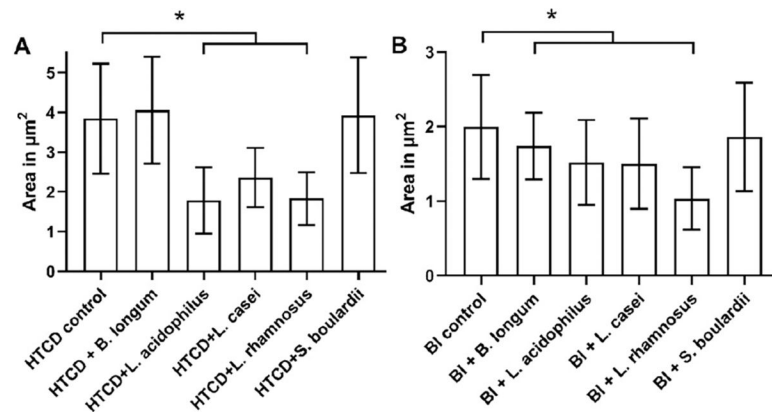 A
*
Area in µm²
5
4
3
2
1
0
HTCD control
HTCD + B. longum
HTCD+L. acidophilus
HTCD+L. casei
HTCD+L. rhamnosus
HTCD+S. boulardii
B
*
Area in µm²
3
2
1
0
BI control
BI + B. longum
BI + L. acidophilus
BI + L. casei
BI + L. rhamnosus
BI + S. boulardii